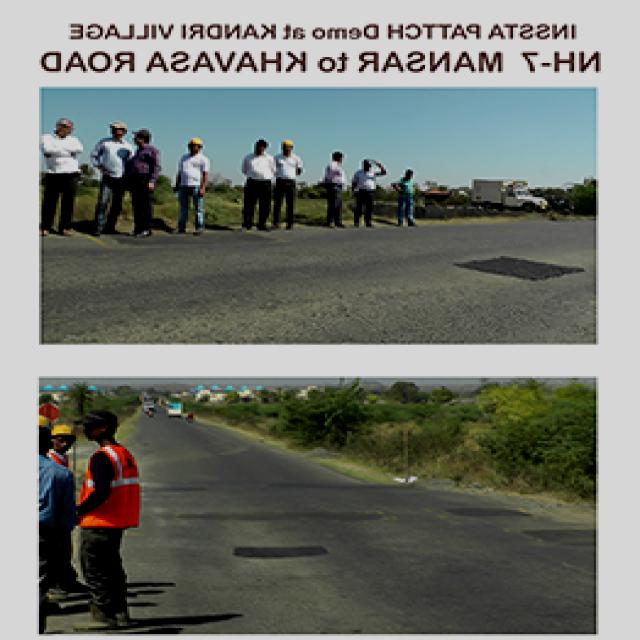 INSSTA PATTCH Demo at KANDRI VILLAGE
NH-7 MANSAR to KHAVASA ROAD